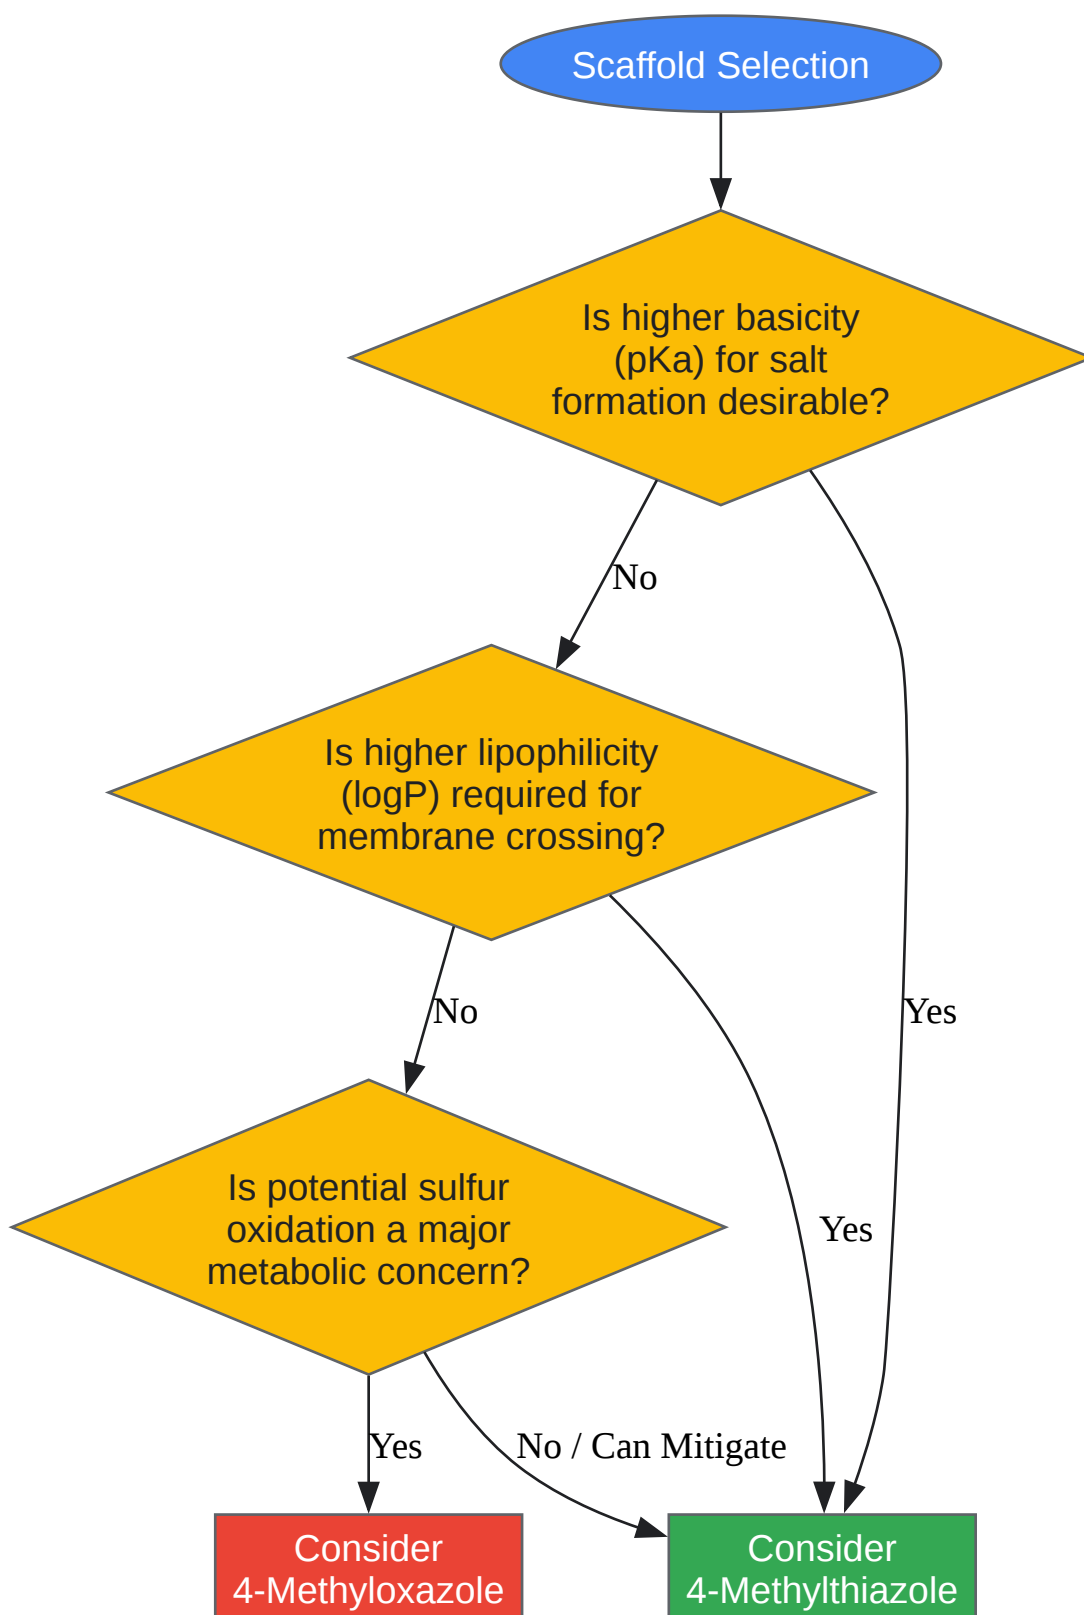 Scaffold Selection
Is higher basicity
(pKa) for salt
formation desirable?
No
Is higher lipophilicity
(logP) required for
membrane crossing?
No
Yes
Is potential sulfur
oxidation a major
metabolic concern?
Yes
Yes
No / Can Mitigate
Consider
4-Methyloxazole
Consider
4-Methylthiazole